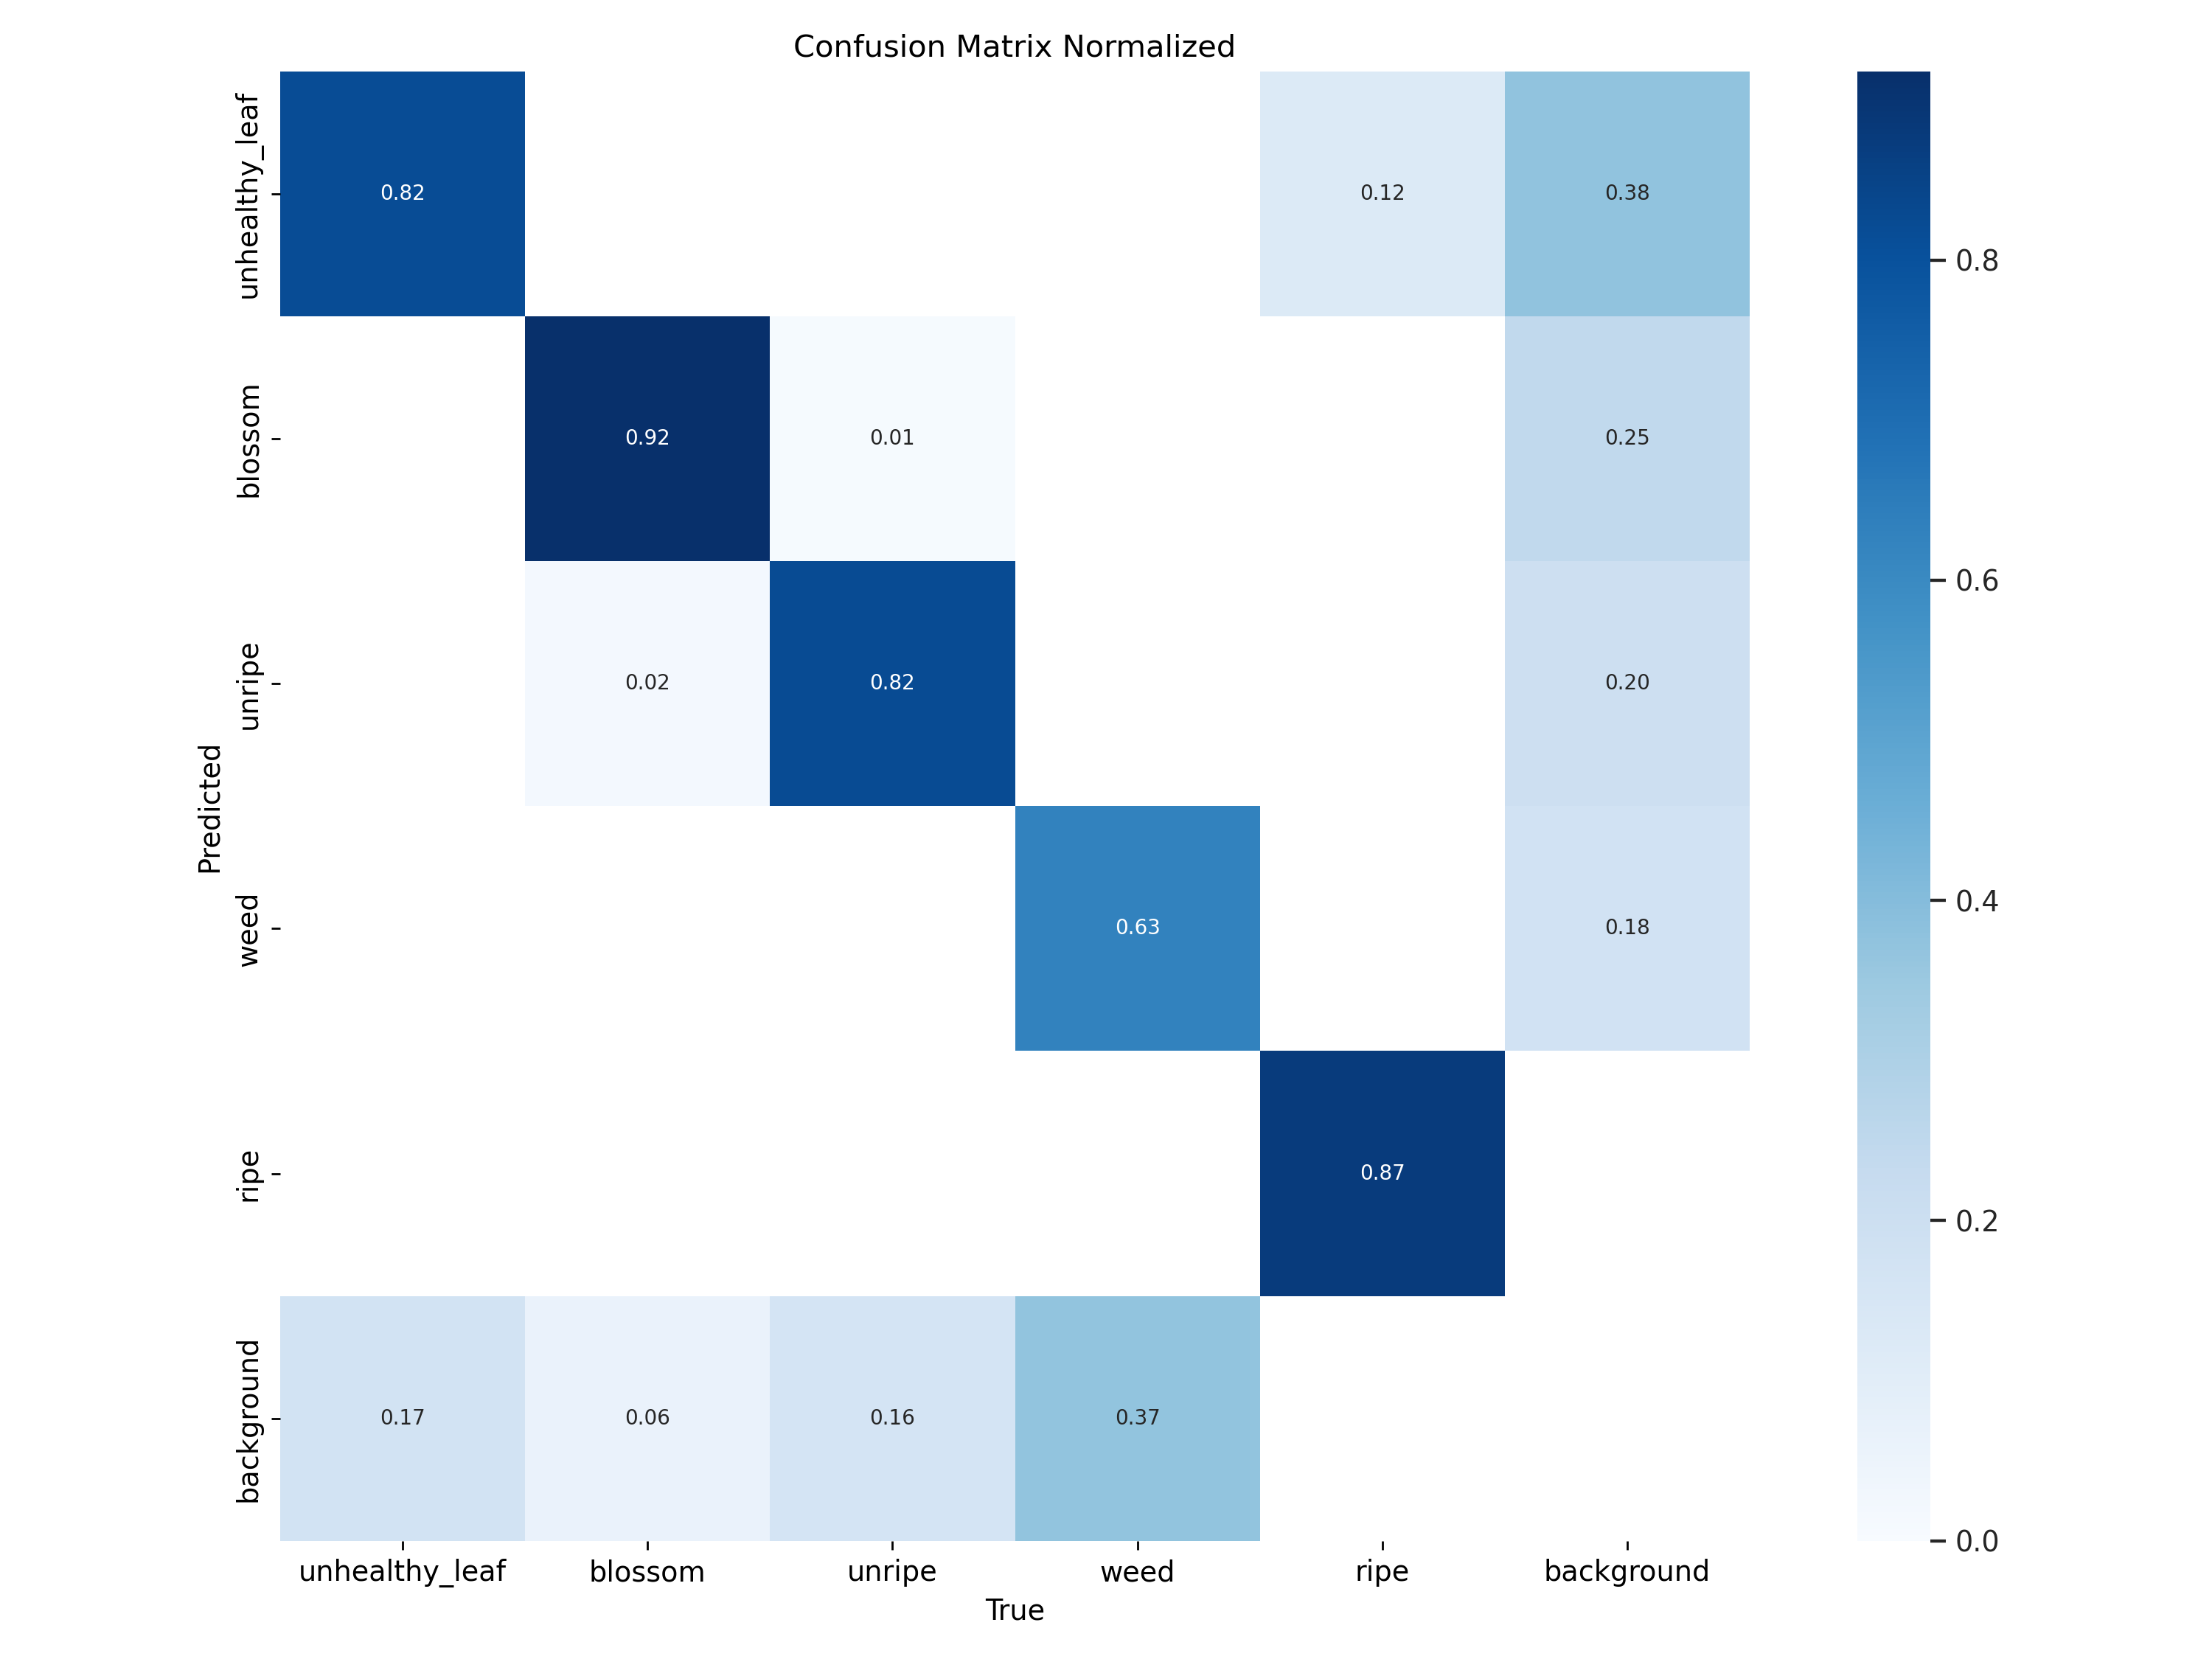 Confusion Matrix Normalized
unhealthy_leaf
0.82
0.12
0.38
blossom
0.92
0.01
0.25
unripe
0.02
0.82
0.20
Predicted
weed
0.63
0.18
ripe
0.87
background
0.17
0.06
0.16
0.37
unhealthy_leaf
blossom
unripe
weed
ripe
background
True
0.8
0.6
0.4
0.2
0.0